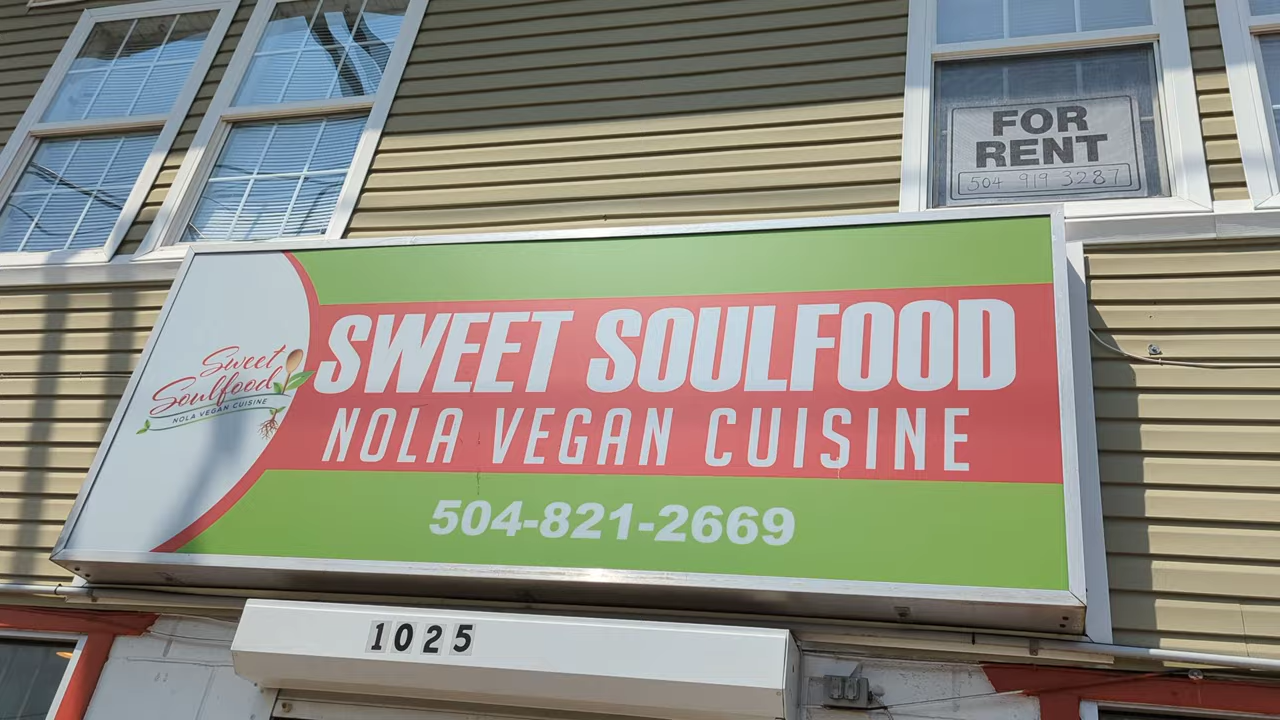 FOR
RENT
504 919 3287
SWEET SOULFOOD
NOLA VEGAN CUISINE
Sweet
Soulfood
NOLA VEGAN CUISINE
504-821-2669
1025